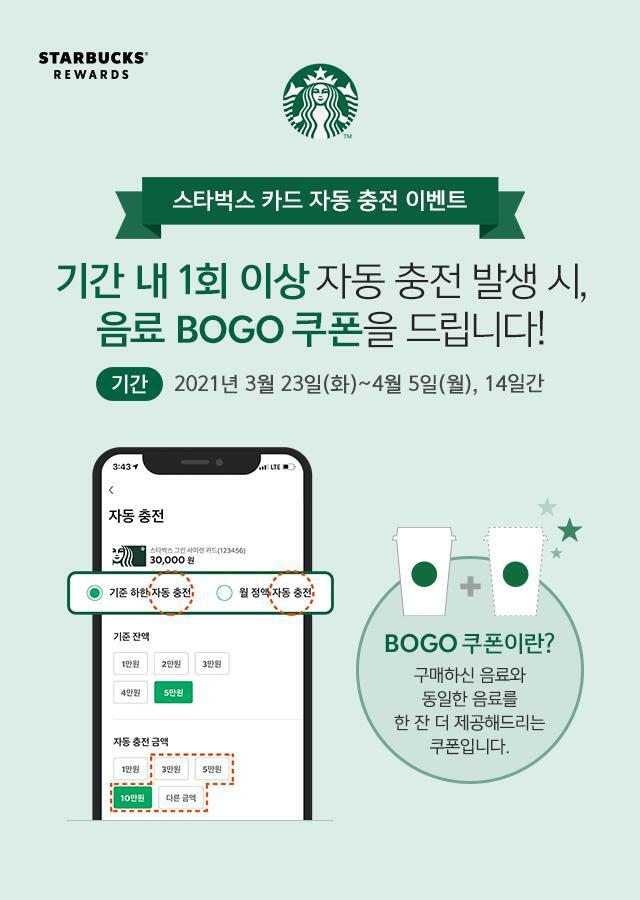 STARBUCKS®
REWARDS
TM
스타벅스 카드 자동 충전 이벤트
기간 내 1회 이상 자동 충전 발생 시,
음료 BOGO 쿠폰을 드립니다!
기간 2021년 3월 23일(화)~4월 5일(월), 14일간
3:43 LTE
자동 충전
스타벅스 그린 사이렌 카드(123456)
30,000 원
기준 하한 자동 충전 월 정액 자동 충전
기준 잔액
1만원 2만원 3만원
4만원 5만원
자동 충전 금액
1만원 3만원 5만원
10만원 다른 금액
+
BOGO 쿠폰이란?
구매하신 음료와
동일한 음료를
한 잔 더 제공해드리는
쿠폰입니다.